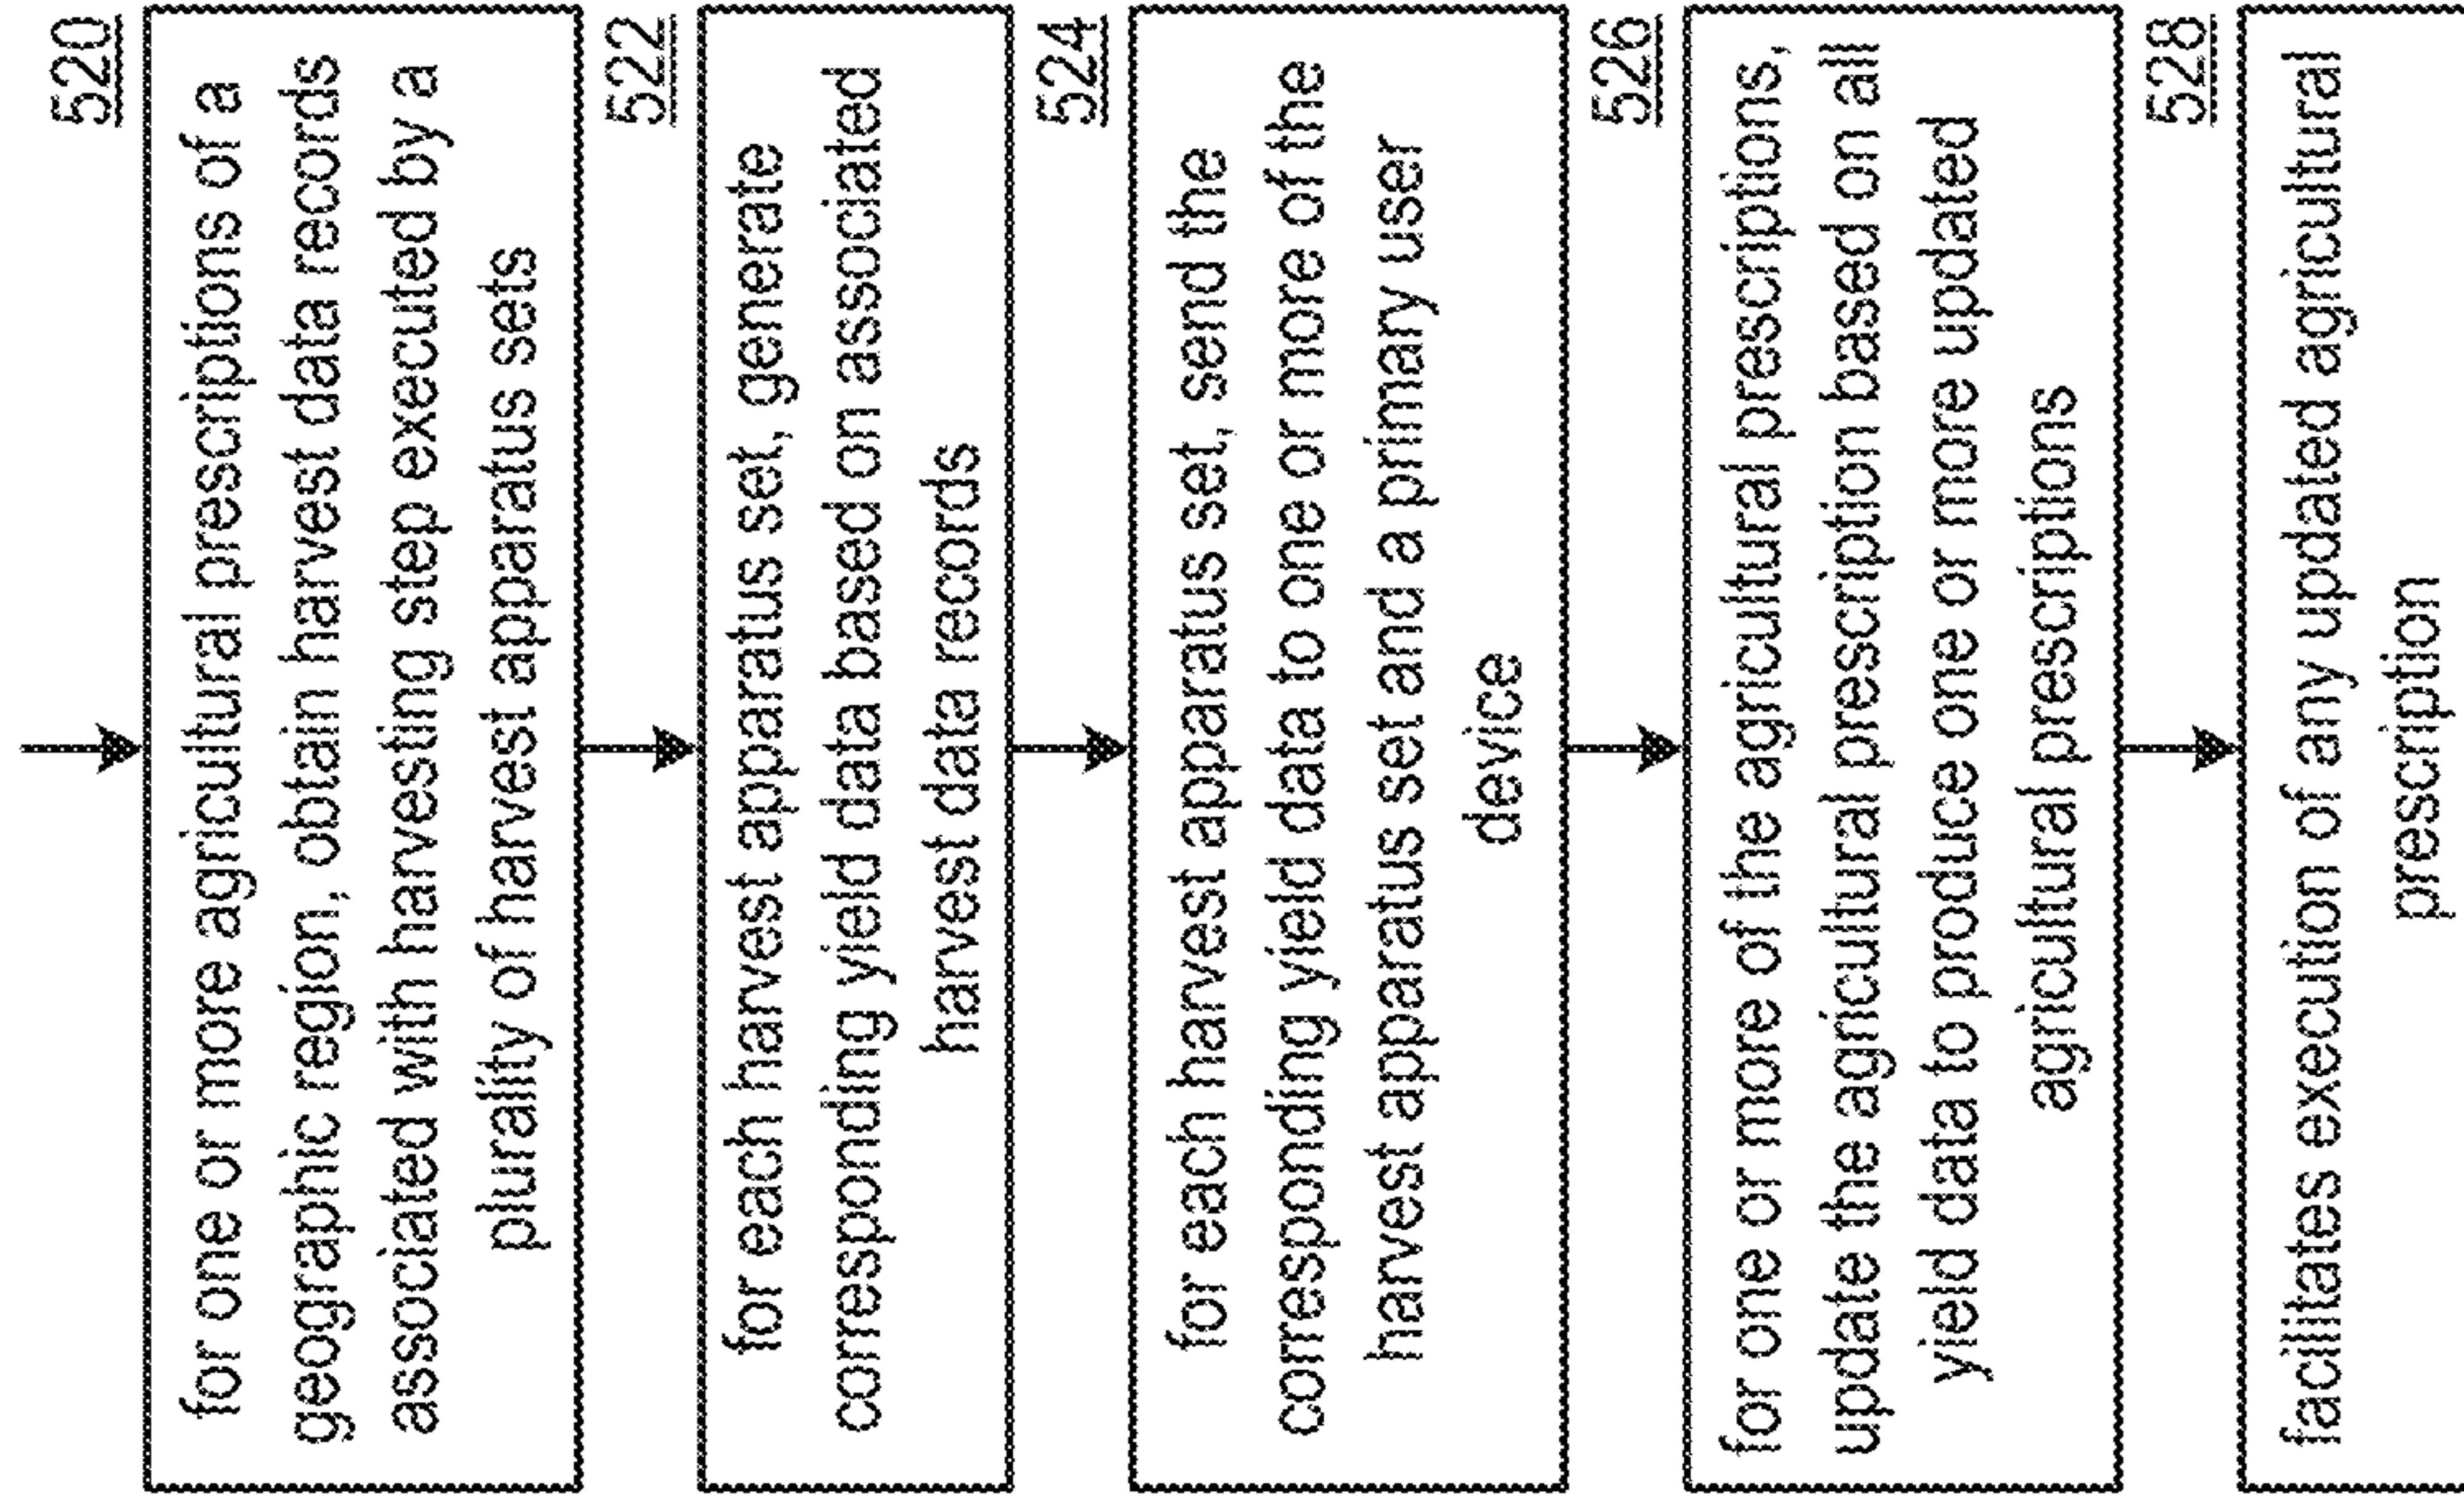 520
for one or more agricultural prescriptions of a
geographic region, obtain harvest data records
associated with harvesting step executed by a
plurality of harvest apparatus sets
522
for each harvest apparatus set, generate
corresponding yield data based on associated
harvest data records
524
for each harvest apparatus set, send the
corresponding yield data to one or more of the
harvest apparatus set and a primary user
device
526
for one or more of the agricultural prescriptions,
update the agricultural prescription based on all
yield data to produce one or more updated
agricultural prescriptions
528
facilitates execution of any updated agricultural
prescription